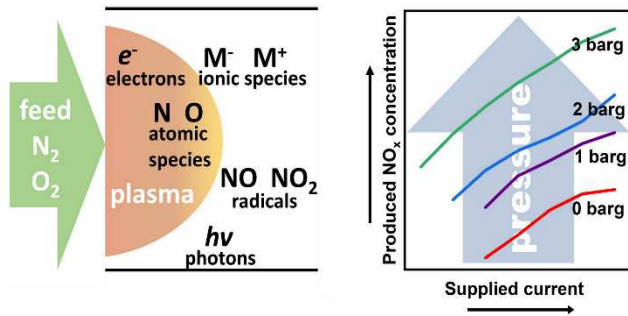 feed
N₂
O₂
e⁻
electrons
M⁻ M⁺
ionic species
N O
atomic
species
plasma
NO NO₂
radicals
hν
photons
Produced NOₓ concentration
pressure
3 barg
2 barg
1 barg
0 barg
Supplied current